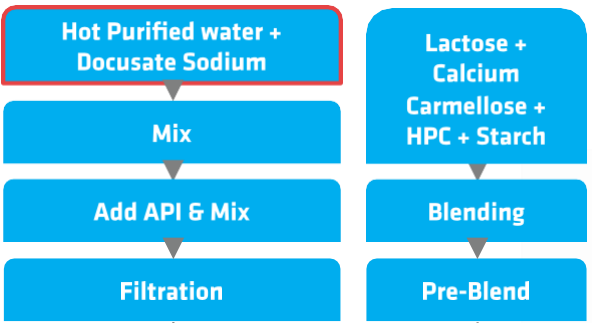 Hot Purified water +
Docusate Sodium
Mix
Add API & Mix
Filtration
Lactose +
Calcium
Carmellose +
HPC + Starch
Blending
Pre-Blend